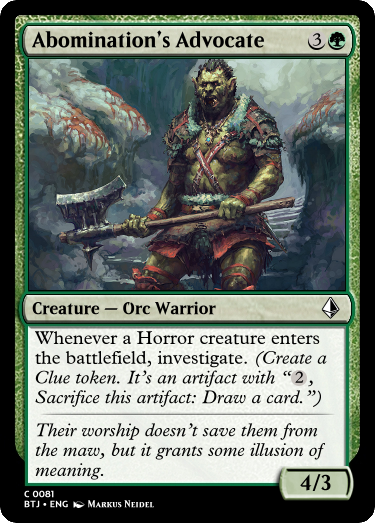 Abomination's Advocate 3
Creature — Orc Warrior
Whenever a Horror creature enters
the battlefield, investigate. (Create a
Clue token. It's an artifact with “2,
Sacrifice this artifact: Draw a card.”)
Their worship doesn't save them from
the maw, but it grants some illusion of
meaning.
4/3
C 0081
BTJ • ENG Markus Neidel